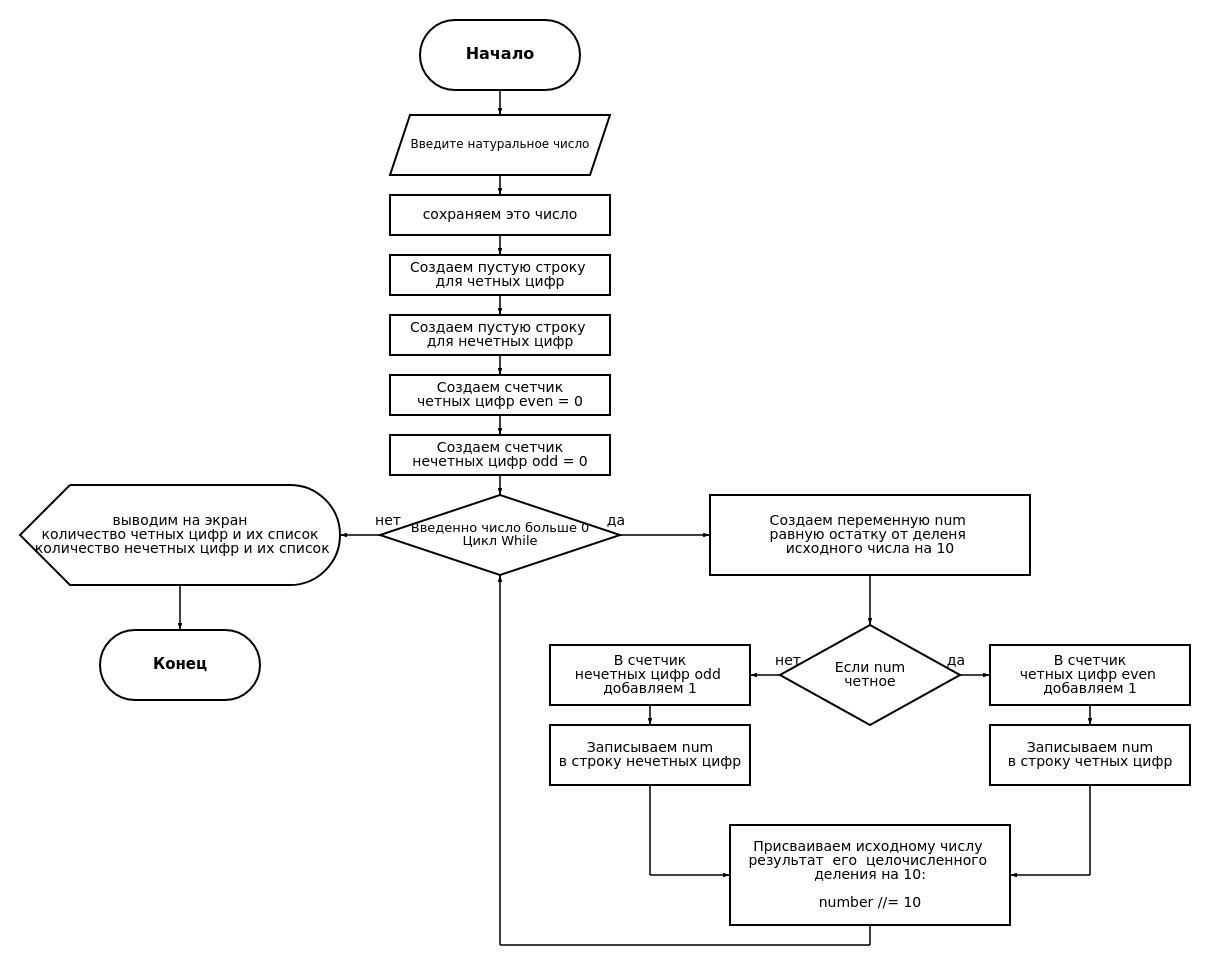 Начало
Введите натуральное число
сохраняем это число
Создаем пустую строку
для четных цифр
Создаем пустую строку
для нечетных цифр
Создаем счетчик
четных цифр even = 0
Создаем счетчик
нечетных цифр odd = 0
нет
Введенно число больше 0
Цикл While
да
выводим на экран
количество четных цифр и их список
количество нечетных цифр и их список
Создаем переменную num
равную остатку от деленя
исходного числа на 10
Конец
нет
Если num
четное
да
В счетчик
нечетных цифр odd
добавляем 1
В счетчик
четных цифр even
добавляем 1
Записываем num
в строку нечетных цифр
Записываем num
в строку четных цифр
Присваиваем исходному числу
результат его целочисленного
деления на 10:
number //= 10